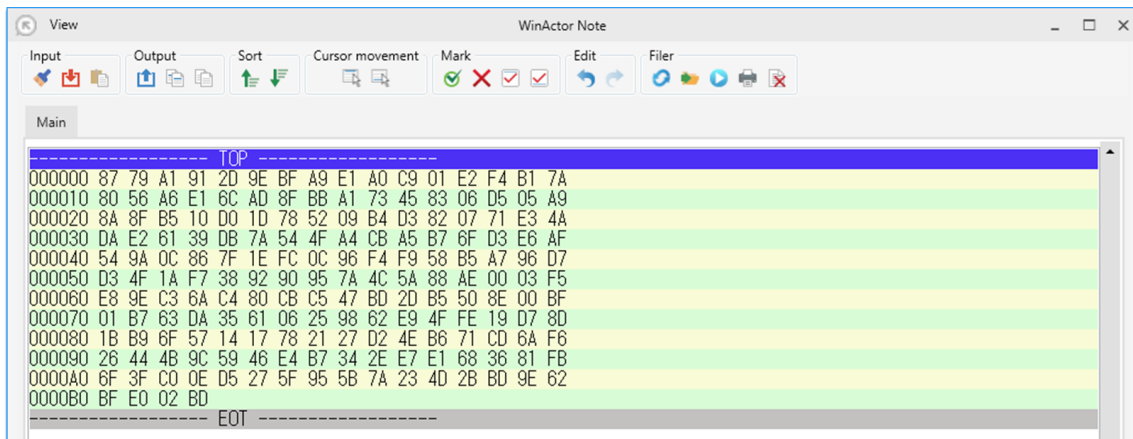 View
WinActor Note
Input Output Sort Cursor movement Mark Edit Filer
Main
------------------ TOP ------------------
000000 87 79 A1 91 2D 9E BF A9 E1 A0 C9 01 E2 F4 B1 7A
000010 80 56 A6 E1 6C AD 8F BB A1 73 45 83 06 D5 05 A9
000020 8A 8F B5 10 D0 1D 78 52 09 B4 D3 82 07 71 E3 4A
000030 DA E2 61 39 DB 7A 54 4F A4 CB A5 B7 6F D3 E6 AF
000040 54 9A 0C 86 7F 1E FC 0C 96 F4 F9 58 B5 A7 96 D7
000050 D3 4F 1A F7 38 92 90 95 7A 4C 5A 88 AE 00 03 F5
000060 E8 9E C3 6A C4 80 CB C5 47 BD 2D B5 50 8E 00 BF
000070 01 B7 63 DA 35 61 06 25 98 62 E9 4F FE 19 D7 8D
000080 1B B9 6F 57 14 17 78 21 27 D2 4E B6 71 CD 6A F6
000090 26 44 4B 9C 59 46 E4 B7 34 2E E7 E1 68 36 81 FB
0000A0 6F 3F C0 0E D5 27 5F 95 5B 7A 23 4D 2B BD 9E 62
0000B0 BF E0 02 BD
------------------ EOT ------------------